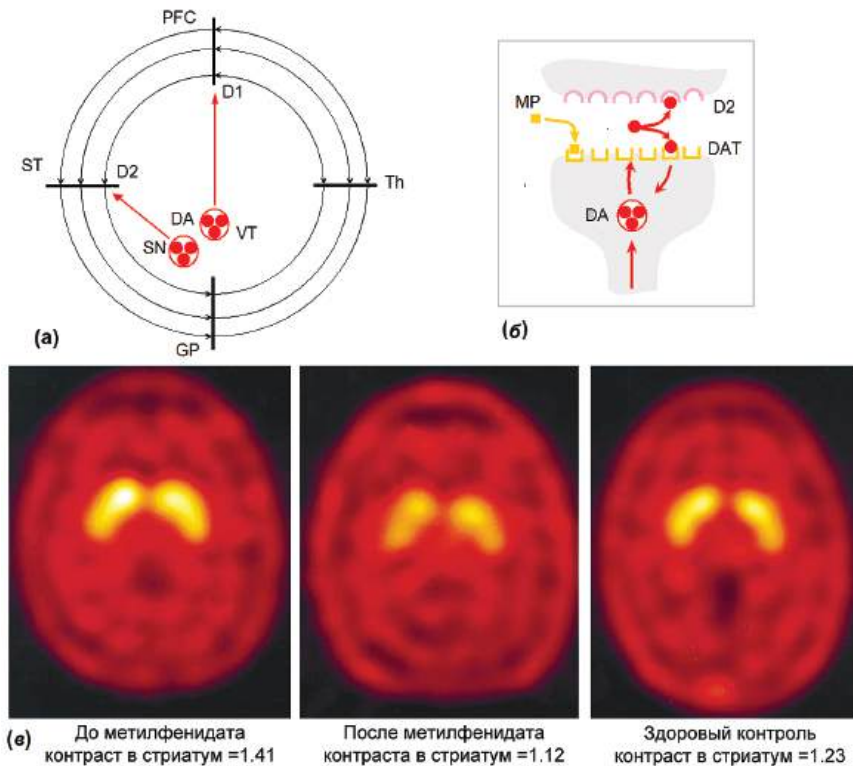 PFC
D1
ST
D2
Th
DA
SN
VT
GP
(а)
MP
D2
DAT
DA
(б)
(в)
До метилфенидата
контраст в стриатум =1.41
После метилфенидата
контраста в стриатум =1.12
Здоровый контроль
контраст в стриатум =1.23